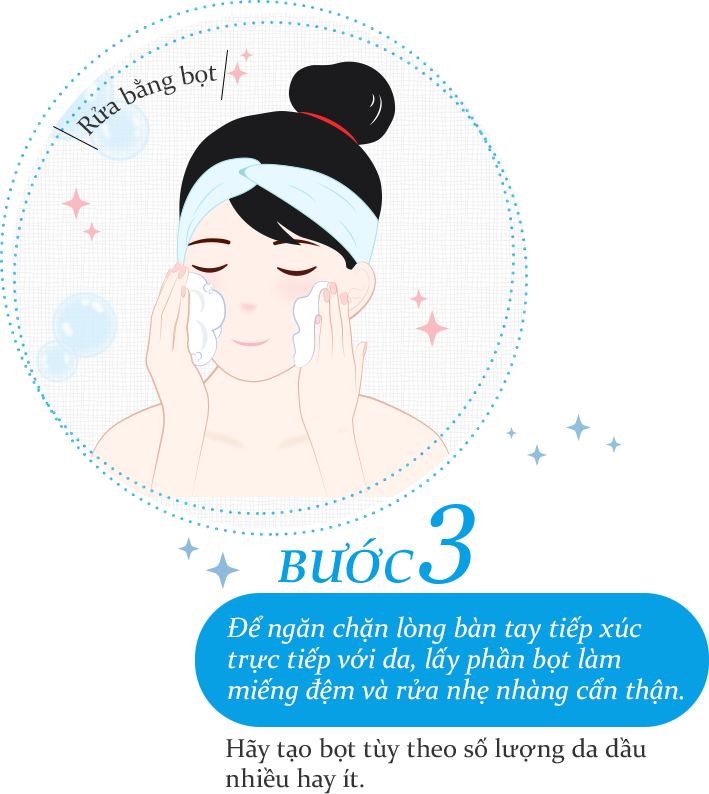 Rửa bằng bọt
BƯỚC 3
Để ngăn chặn lòng bàn tay tiếp xúc
trực tiếp với da, lấy phần bọt làm
miếng đệm và rửa nhẹ nhàng cẩn thận.
Hãy tạo bọt tùy theo số lượng da dầu
nhiều hay ít.